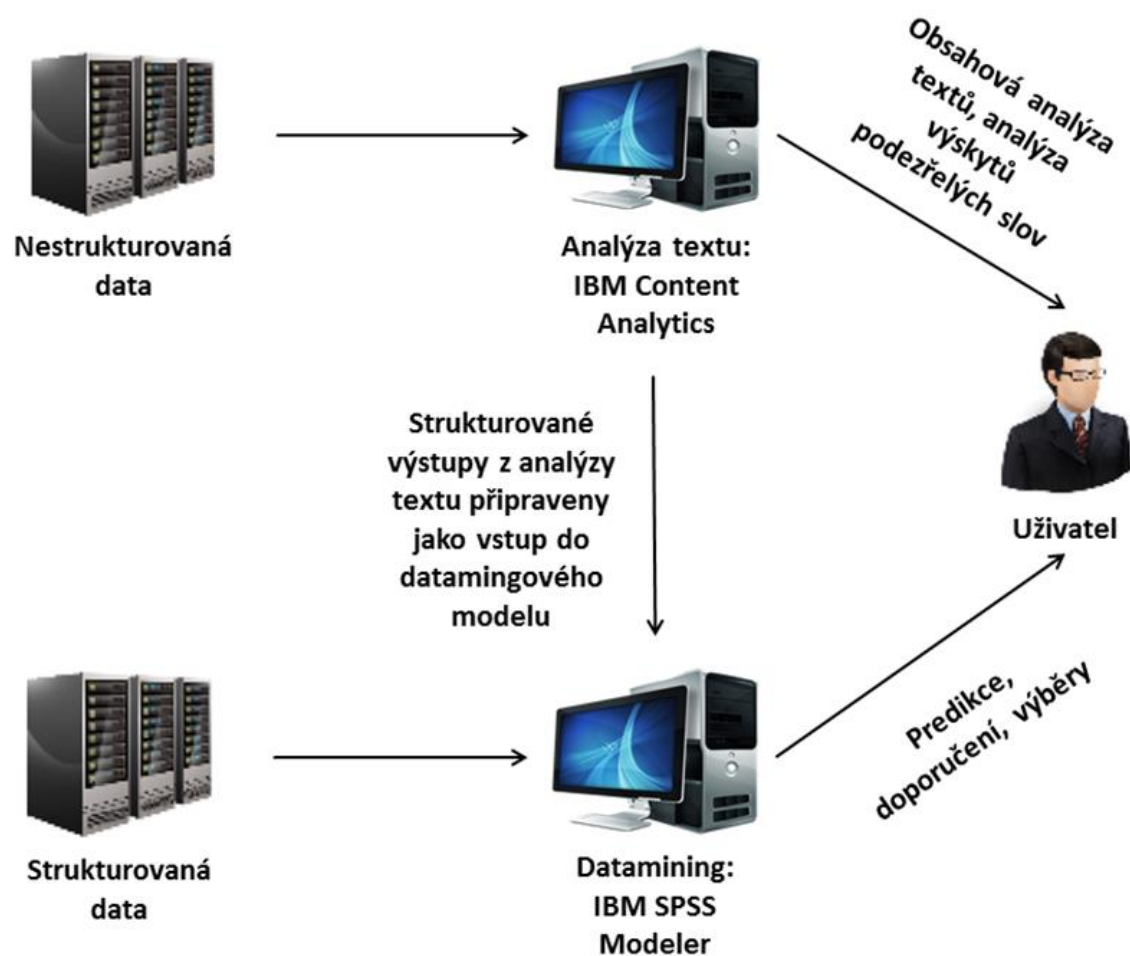 Nestrukturovaná
data
Analýza textu:
IBM Content
Analytics
Obsahová analýza
textů, analýza
výskytů
podezřelých slov
Strukturované
výstupy z analýzy
textu připraveny
jako vstup do
datamingového
modelu
Uživatel
Strukturovaná
data
Datamining:
IBM SPSS
Modeler
Predikce,
doporučení, výběry